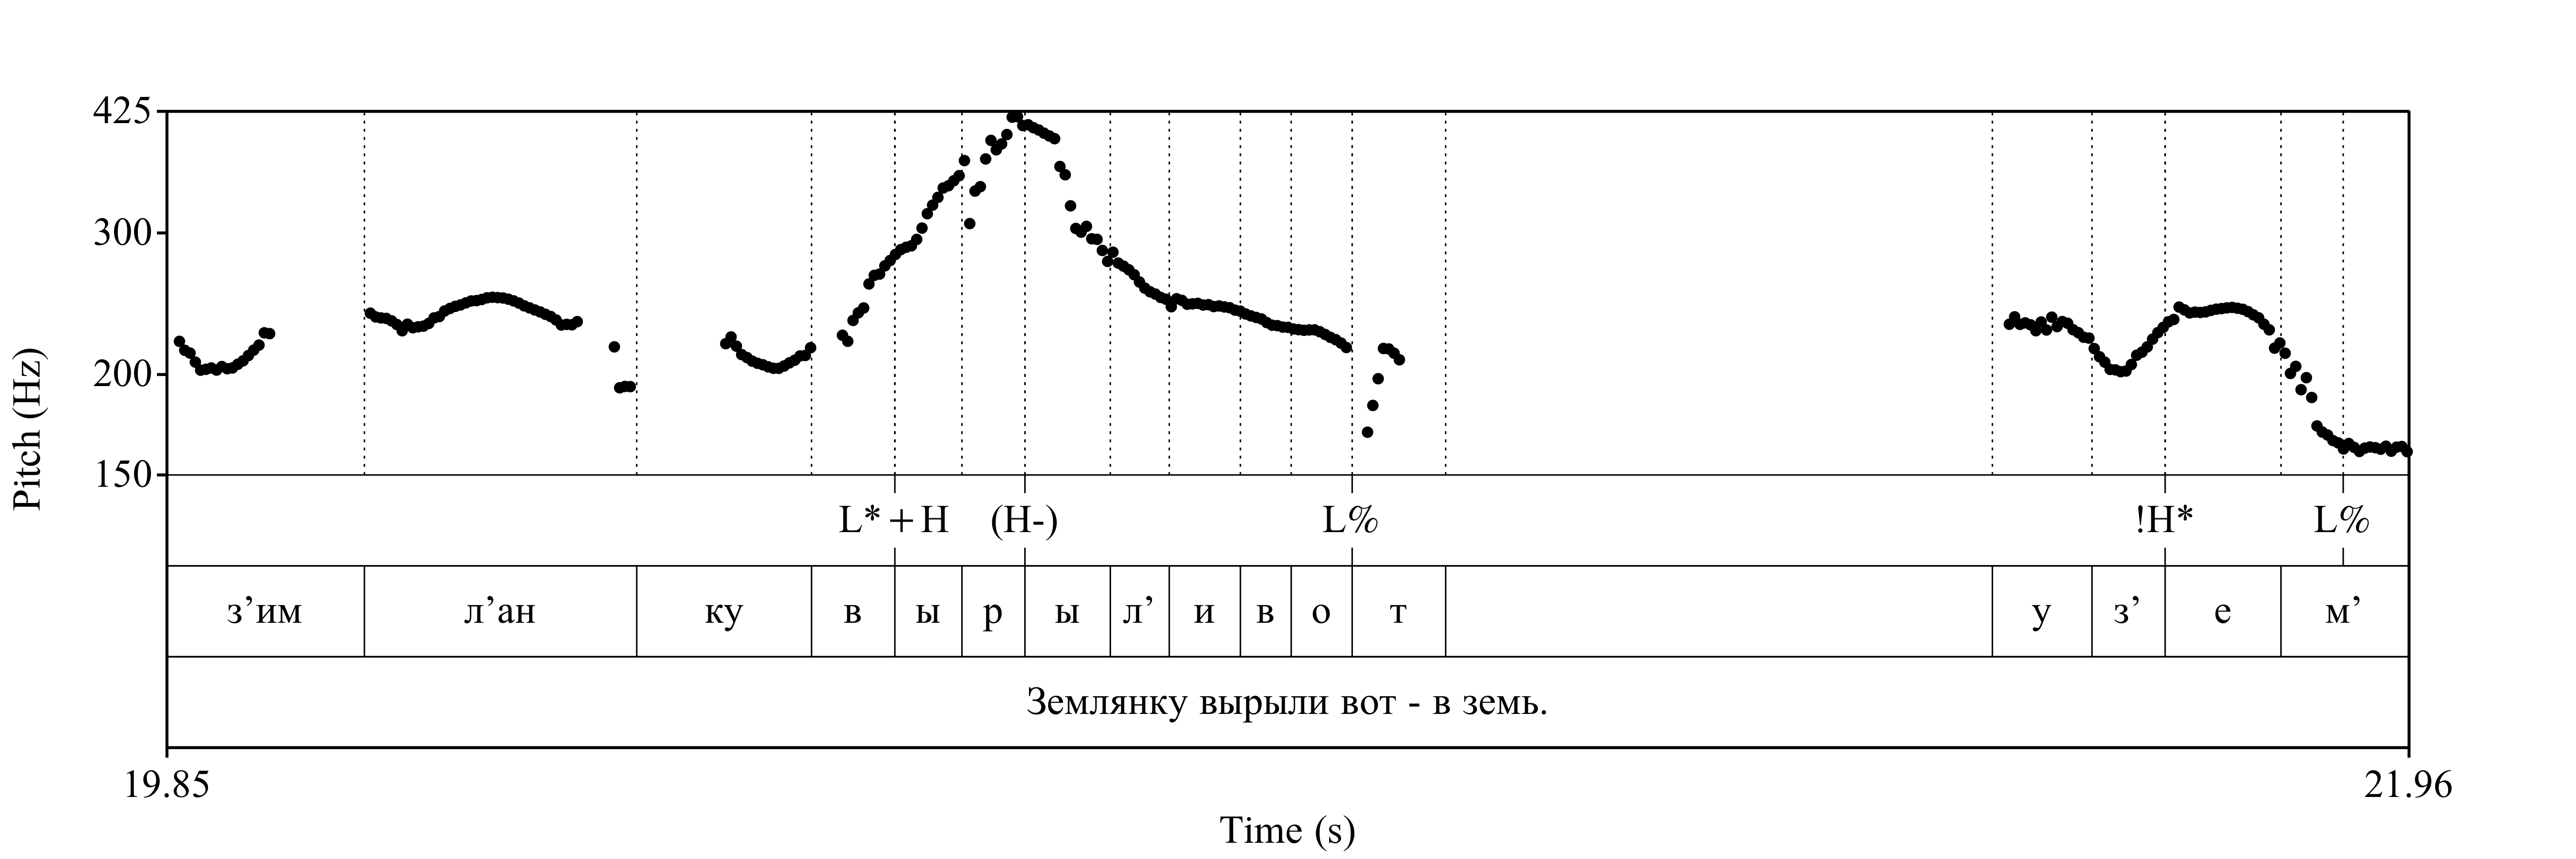 425
300
200
150
Pitch (Hz)
L*+H (H-) L% !H* L%
з’им л’ан ку в ы р ы л’ и в о т у з’ е м’
Землянку вырыли вот - в земь.
19.85 21.96
Time (s)